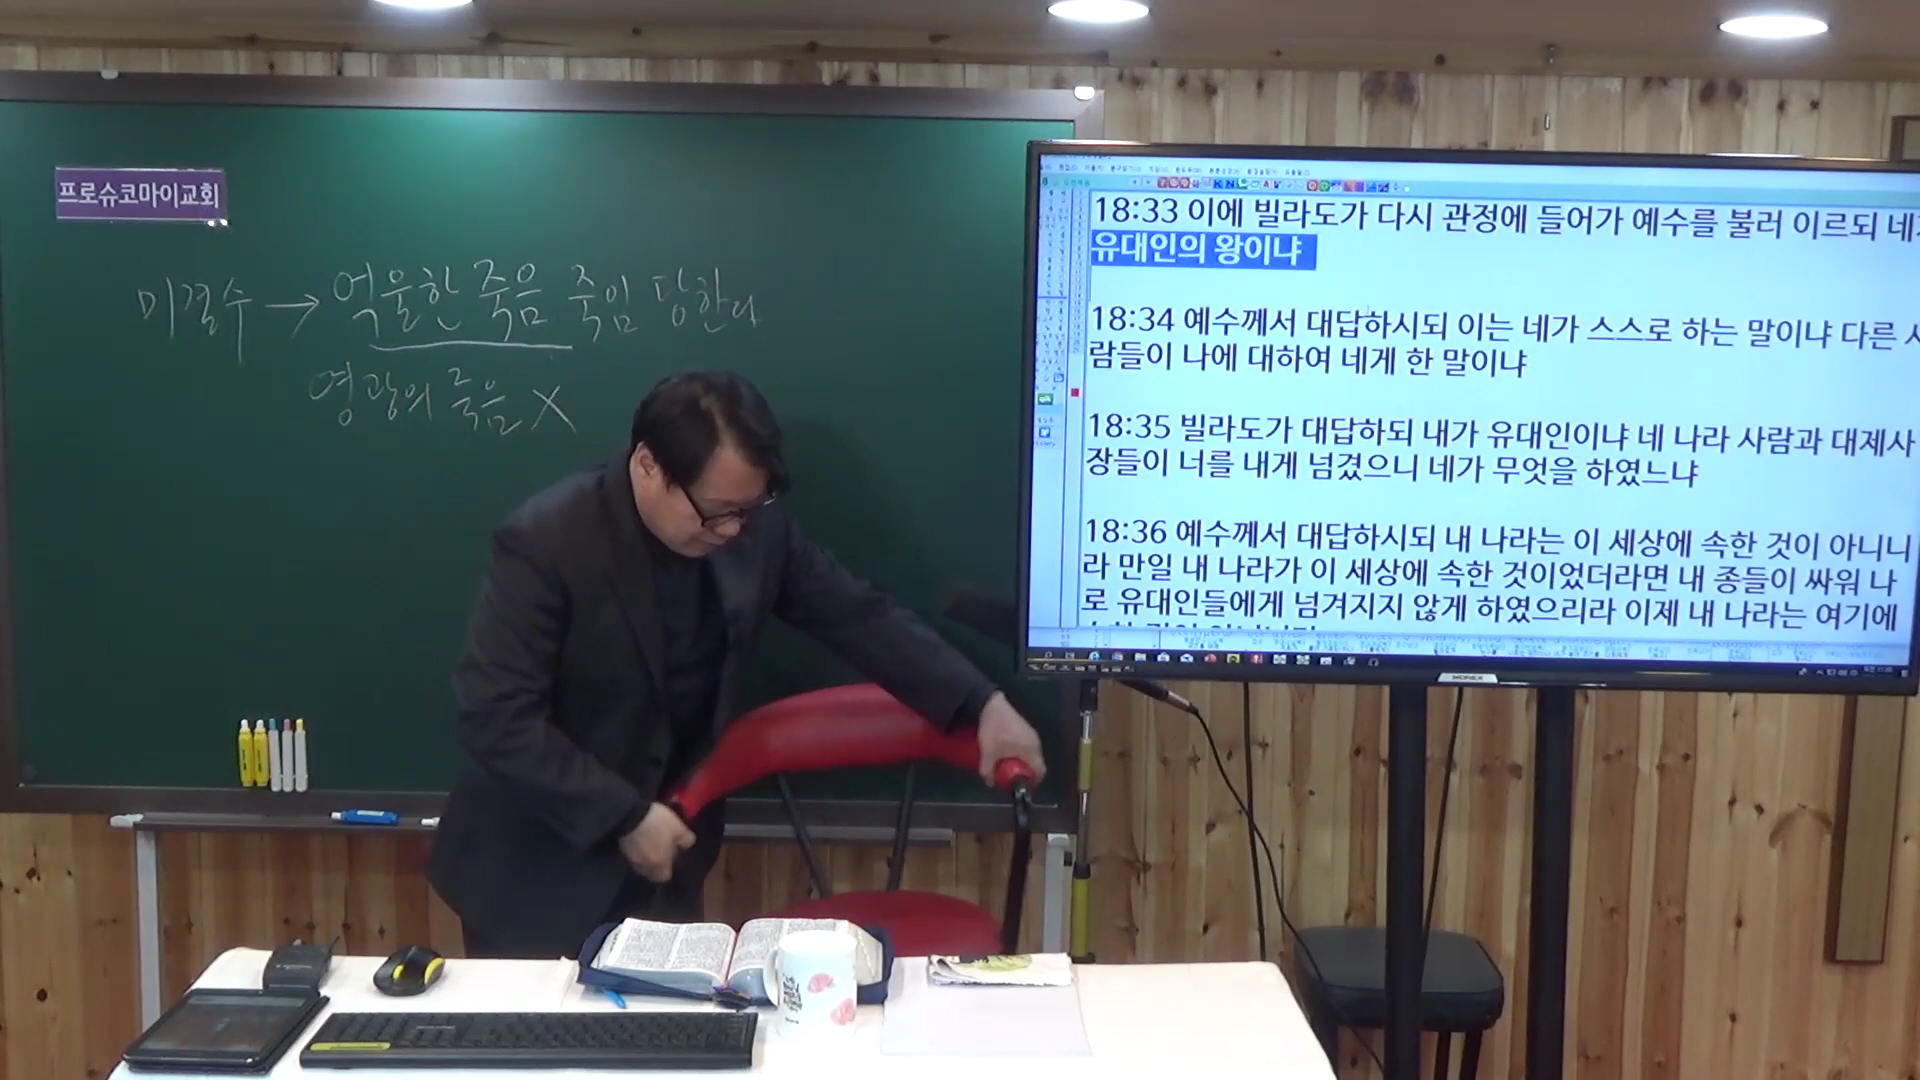 프로슈코마이교회
미결수 → 억울한 죽음 죽임 당한다
영광의 죽음 X
18:33 이에 빌라도가 다시 관정에 들어가 예수를 불러 이르되 네가
유대인의 왕이냐
18:34 예수께서 대답하시되 이는 네가 스스로 하는 말이냐 다른 사
람들이 나에 대하여 네게 한 말이냐
18:35 빌라도가 대답하되 내가 유대인이냐 네 나라 사람과 대제사
장들이 너를 내게 넘겼으니 네가 무엇을 하였느냐
18:36 예수께서 대답하시되 내 나라는 이 세상에 속한 것이 아니니
라 만일 내 나라가 이 세상에 속한 것이었더라면 내 종들이 싸워 나
로 유대인들에게 넘겨지지 않게 하였으리라 이제 내 나라는 여기에